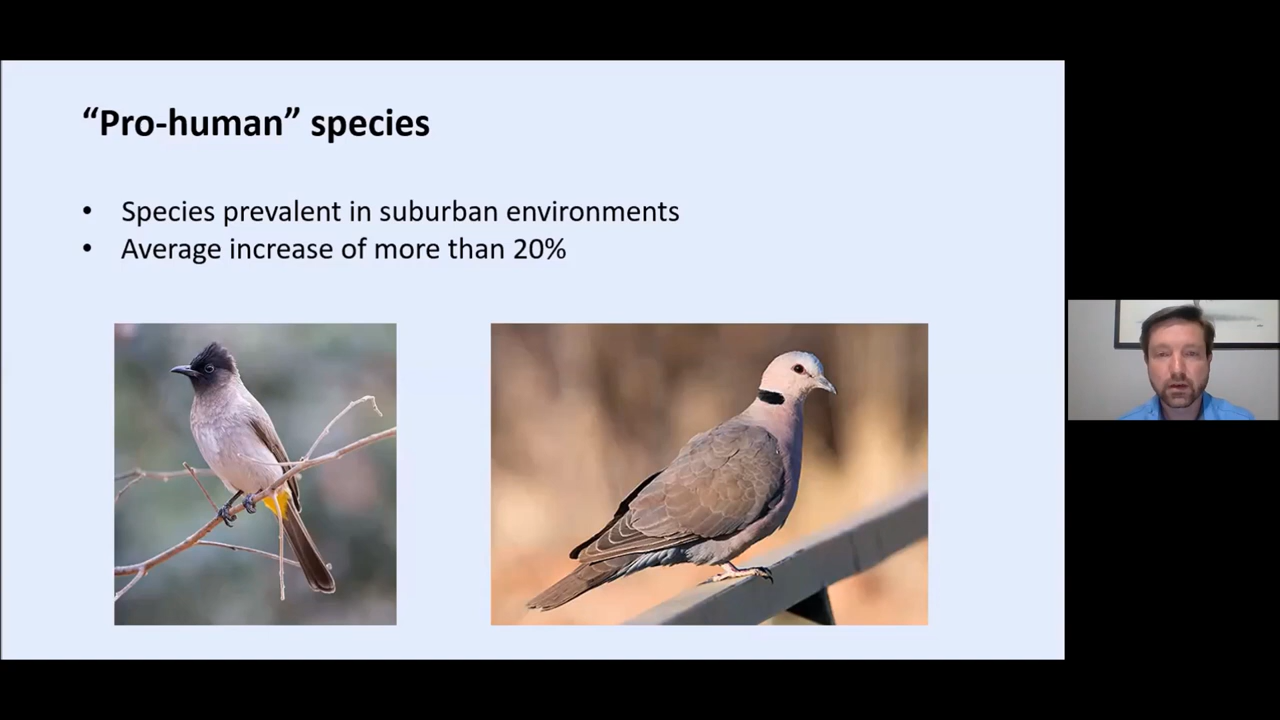 “Pro-human” species
• Species prevalent in suburban environments
• Average increase of more than 20%